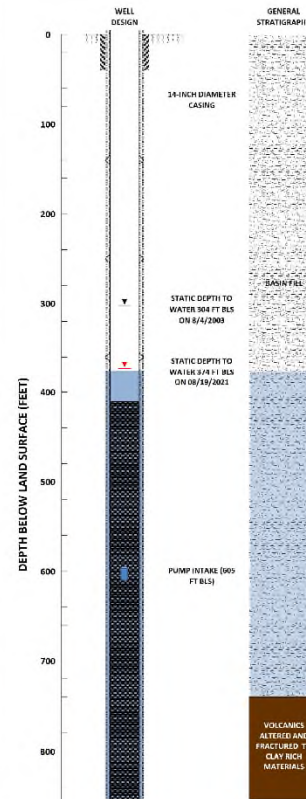 WELL
DESIGN
GENERAL
STRATIGRAPH
0
14-INCH DIAMETER
CASING
100
200
BASIN FILL
300
STATIC DEPTH TO
WATER 304 FT BLS
ON 8/4/2003
STATIC DEPTH TO
WATER 374 FT BLS
ON 08/19/2021
400
DEPTH BELOW LAND SURFACE (FEET)
500
600
PUMP INTAKE (605
FT BLS)
700
VOLCANICS
ALTERED AND
FRACTURED T
CLAY RICH
MATERIALS
800